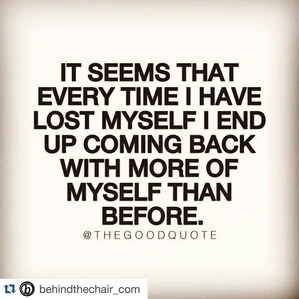 IT SEEMS THAT
EVERY TIME I HAVE
LOST MYSELF I END
UP COMING BACK
WITH MORE OF
MYSELF THAN
BEFORE.
@THEGOODQUOTE
behindthechair_com